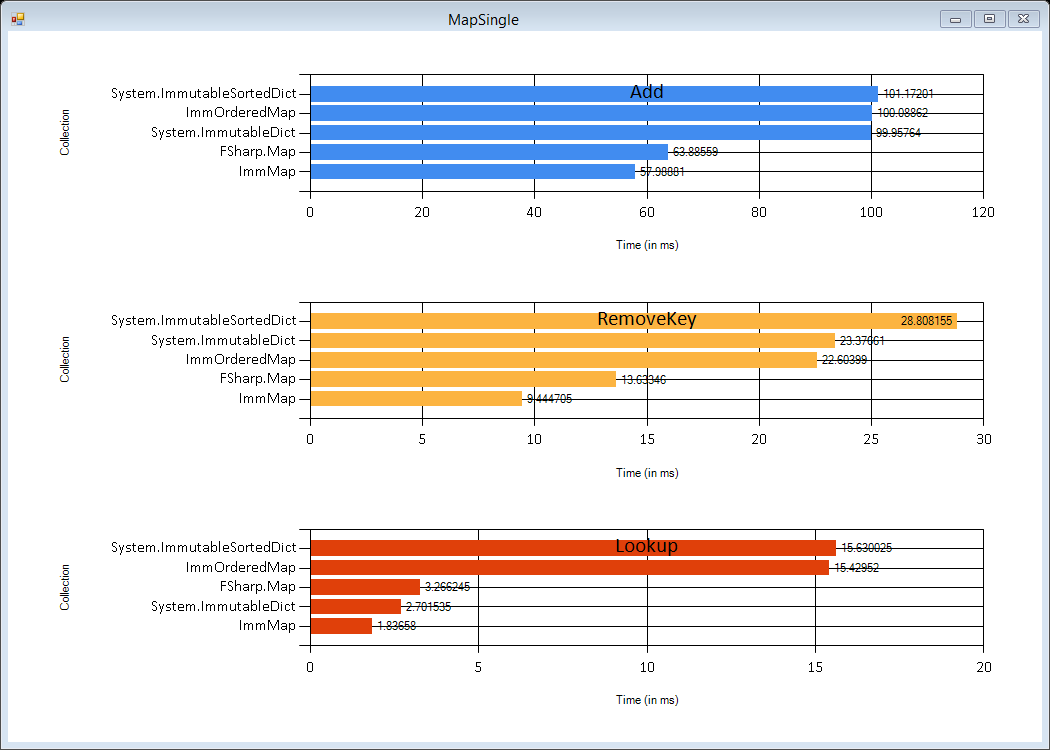 MapSingle
Add
Collection
System.ImmutableSortedDict 101.17201
ImmOrderedMap 100.08862
System.ImmutableDict 99.95764
FSharp.Map 63.88559
ImmMap 57.98881
0 20 40 60 80 100 120
Time (in ms)
RemoveKey
Collection
System.ImmutableSortedDict 28.808155
System.ImmutableDict 23.37661
ImmOrderedMap 22.60399
FSharp.Map 13.63346
ImmMap 9.444705
0 5 10 15 20 25 30
Time (in ms)
Lookup
Collection
System.ImmutableSortedDict 15.630025
ImmOrderedMap 15.42952
FSharp.Map 3.266245
System.ImmutableDict 2.701535
ImmMap 1.83658
0 5 10 15 20
Time (in ms)